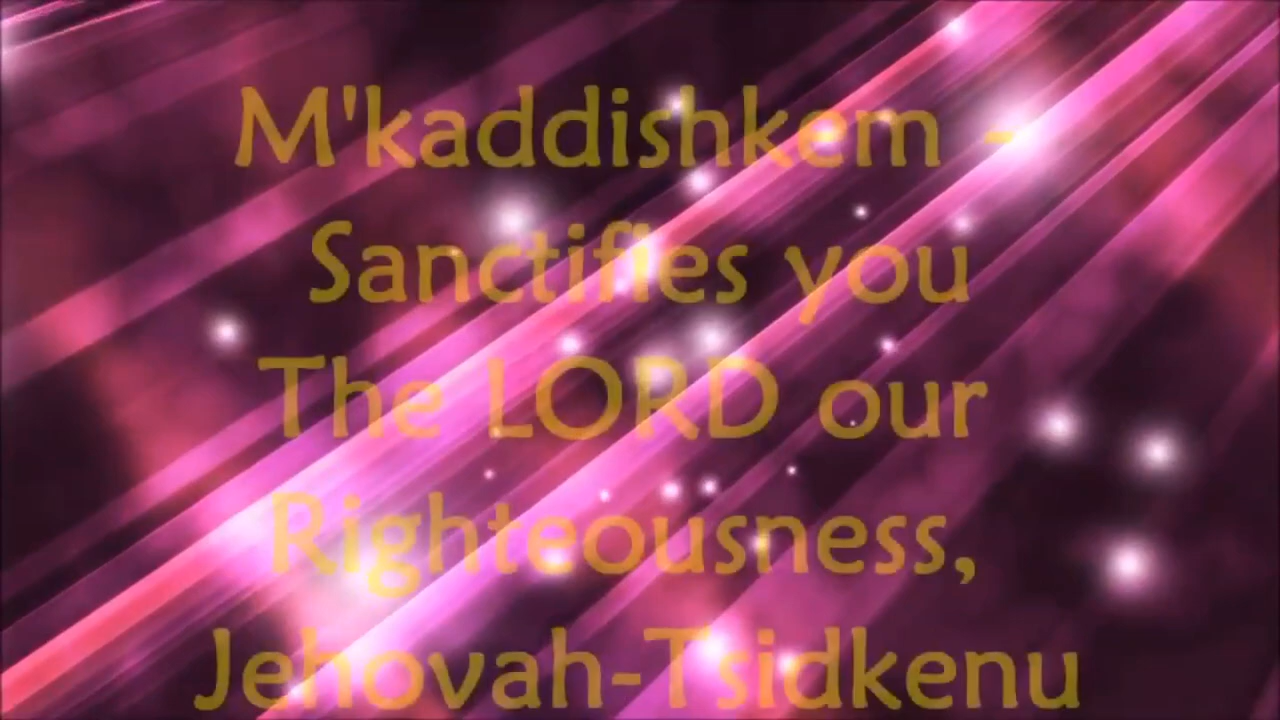 M'kaddishkem -
Sanctifies you
The LORD our
Righteousness,
Jehovah-Tsidkenu